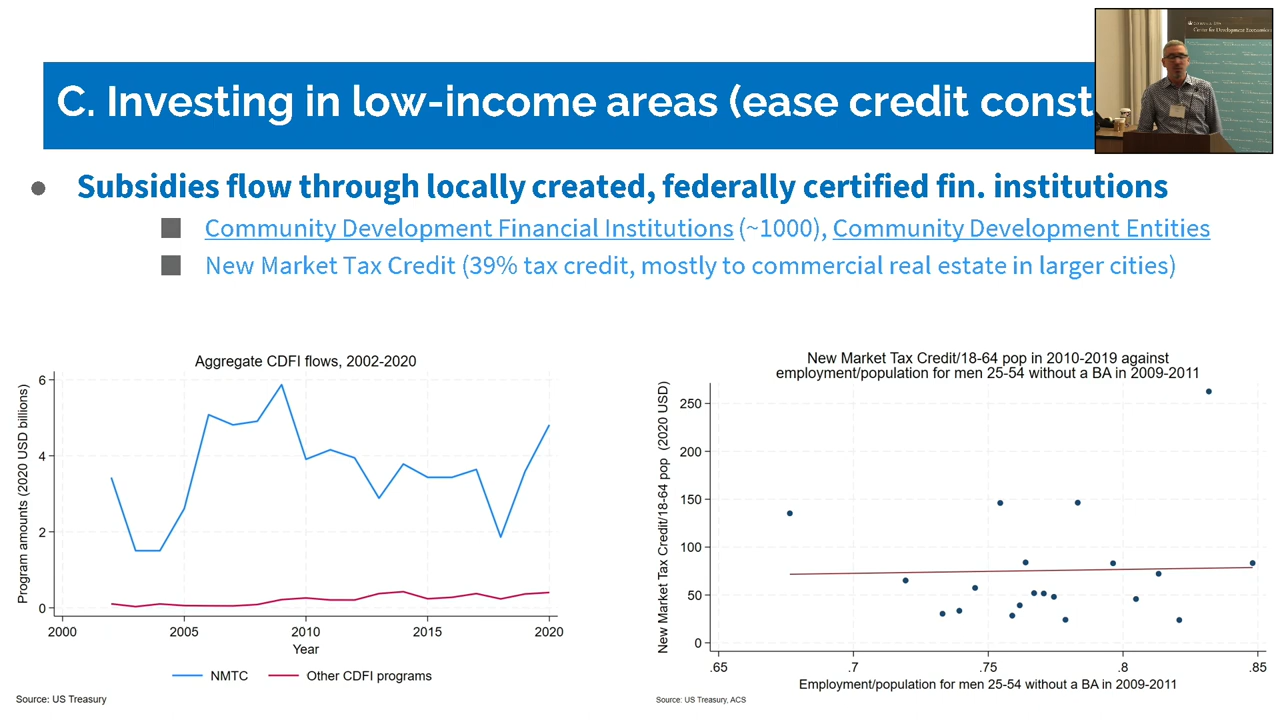 C. Investing in low-income areas (ease credit const
Center for Development Economics
Subsidies flow through locally created, federally certified fin. institutions
Community Development Financial Institutions (~1000), Community Development Entities
New Market Tax Credit (39% tax credit, mostly to commercial real estate in larger cities)
Aggregate CDFI flows, 2002-2020
Program amounts (2020 USD billions)
6
4
2
0
2000 2005 2010 2015 2020
Year
NMTC Other CDFI programs
Source: US Treasury
New Market Tax Credit/18-64 pop in 2010-2019 against
employment/population for men 25-54 without a BA in 2009-2011
New Market Tax Credit/18-64 pop (2020 USD)
250
200
150
100
50
0
.65 .7 .75 .8 .85
Employment/population for men 25-54 without a BA in 2009-2011
Source: US Treasury, ACS